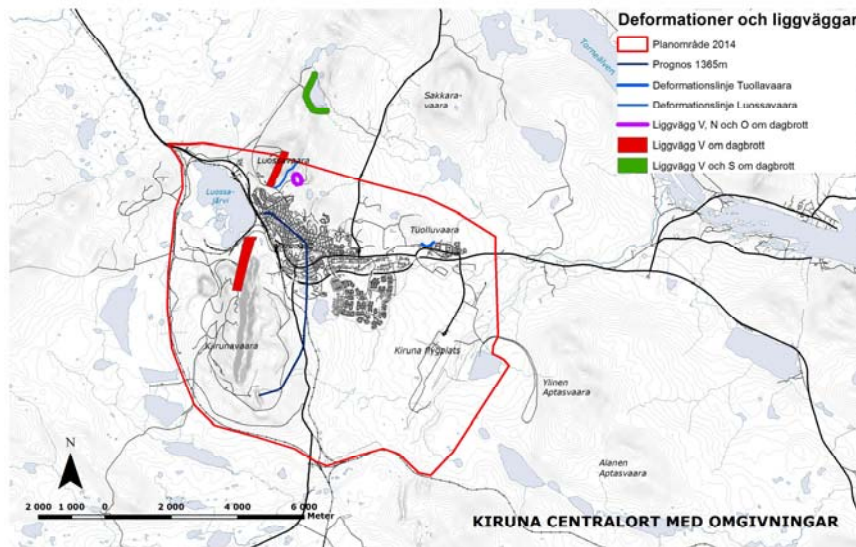 Deformationer och liggväggar
Planområde 2014
Prognos 1365m
Deformationslinje Tuollavaara
Deformationslinje Luossavaara
Liggvägg V, N och O om dagbrott
Liggvägg V om dagbrott
Liggvägg V och S om dagbrott
Torneälven
Sakkara-
vaara
Luossavaara
Luossa-
järvi
Tuolluvaara
Kiirunavaara
Kiruna flygplats
Ylinen
Aptasvaara
Alanen
Aptasvaara
N
2 000 1 000 0 2 000 4 000 6 000
Meter
KIRUNA CENTRALORT MED OMGIVNINGAR